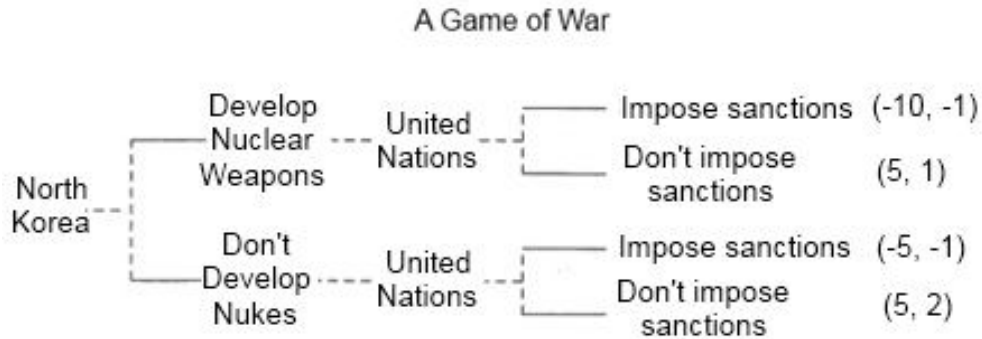 A Game of War
North
Korea
Develop
Nuclear
Weapons
United
Nations
Impose sanctions (-10, -1)
Don't impose
sanctions
(5, 1)
Don't
Develop
Nukes
United
Nations
Impose sanctions (-5, -1)
Don't impose
sanctions
(5, 2)